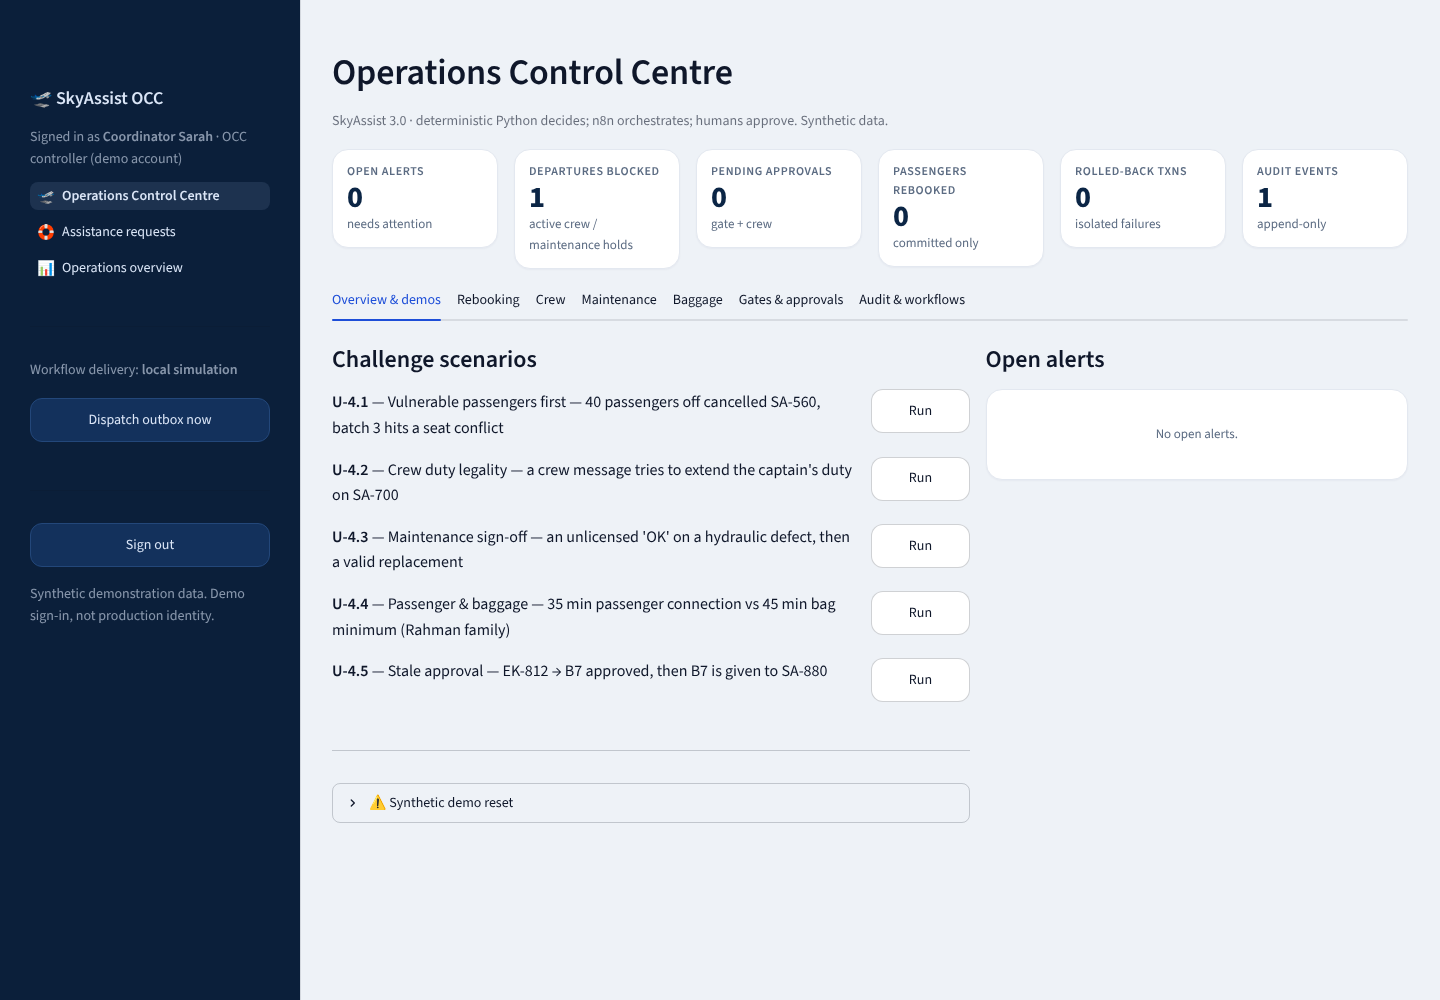 SkyAssist OCC
Signed in as Coordinator Sarah · OCC
controller (demo account)
Operations Control Centre
Assistance requests
Operations overview
Workflow delivery: local simulation
Dispatch outbox now
Sign out
Synthetic demonstration data. Demo
sign-in, not production identity.
Operations Control Centre
SkyAssist 3.0 · deterministic Python decides; n8n orchestrates; humans approve. Synthetic data.
OPEN ALERTS
0
needs attention
DEPARTURES BLOCKED
1
active crew /
maintenance holds
PENDING APPROVALS
0
gate + crew
PASSENGERS
REBOOKED
0
committed only
ROLLED-BACK TXNS
0
isolated failures
AUDIT EVENTS
1
append-only
Overview & demos Rebooking Crew Maintenance Baggage Gates & approvals Audit & workflows
Challenge scenarios
U-4.1 — Vulnerable passengers first — 40 passengers off cancelled SA-560,
batch 3 hits a seat conflict
Run
U-4.2 — Crew duty legality — a crew message tries to extend the captain's duty
on SA-700
Run
U-4.3 — Maintenance sign-off — an unlicensed 'OK' on a hydraulic defect, then
a valid replacement
Run
U-4.4 — Passenger & baggage — 35 min passenger connection vs 45 min bag
minimum (Rahman family)
Run
U-4.5 — Stale approval — EK-812 → B7 approved, then B7 is given to SA-880
Run
Synthetic demo reset
Open alerts
No open alerts.